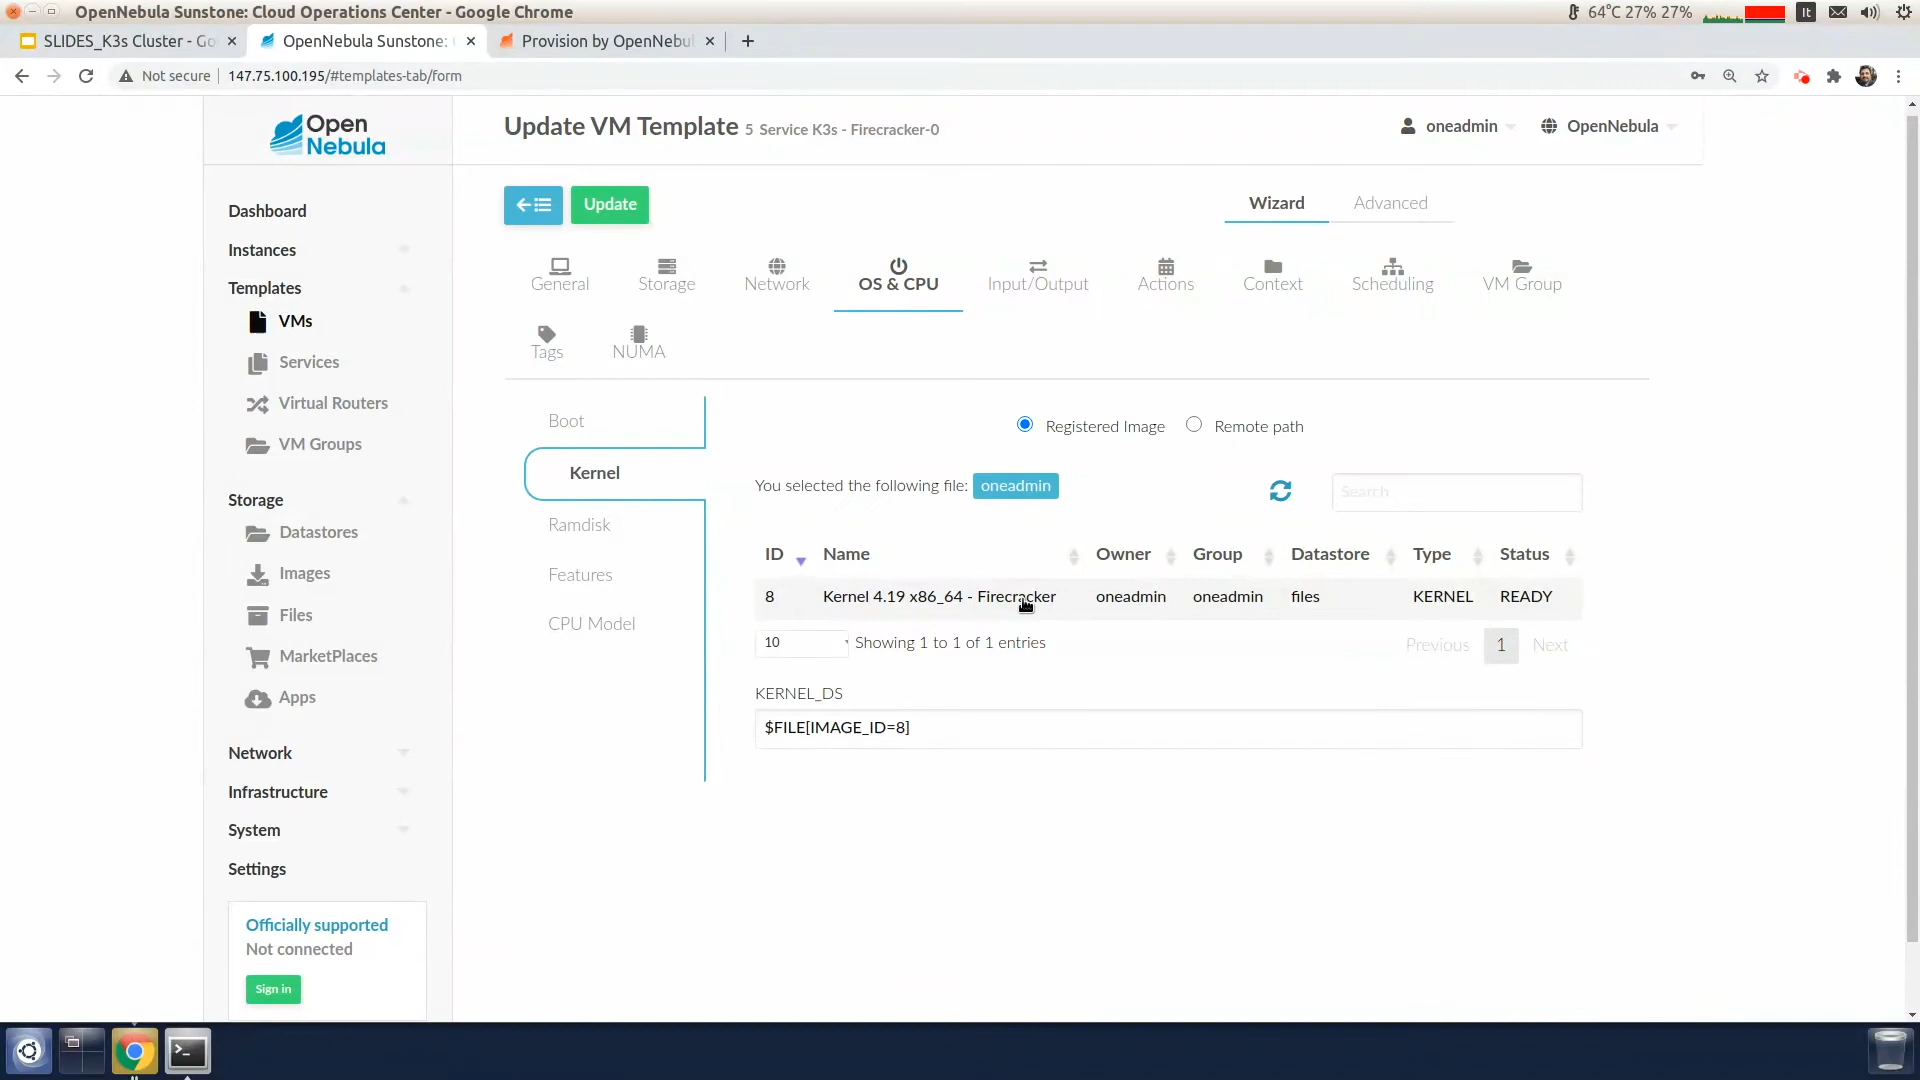 OpenNebula Sunstone: Cloud Operations Center - Google Chrome
64°C 27% 27%
It
SLIDES_K3s Cluster - Go
OpenNebula Sunstone:
Provision by OpenNebul
Not secure
147.75.100.195/#templates-tab/form
Open
Nebula
Update VM Template 5 Service K3s - Firecracker-0
oneadmin
OpenNebula
Update
Wizard
Advanced
Dashboard
Instances
Templates
VMs
Services
Virtual Routers
VM Groups
Storage
Datastores
Images
Files
MarketPlaces
Apps
Network
Infrastructure
System
Settings
Officially supported
Not connected
Sign in
General
Storage
Network
OS & CPU
Input/Output
Actions
Context
Scheduling
VM Group
Tags
NUMA
Boot
Kernel
Ramdisk
Features
CPU Model
Registered Image
Remote path
You selected the following file: oneadmin
Search
ID Name Owner Group Datastore Type Status
8 Kernel 4.19 x86_64 - Firecracker oneadmin oneadmin files KERNEL READY
10 Showing 1 to 1 of 1 entries
Previous 1 Next
KERNEL_DS
$FILE[IMAGE_ID=8]